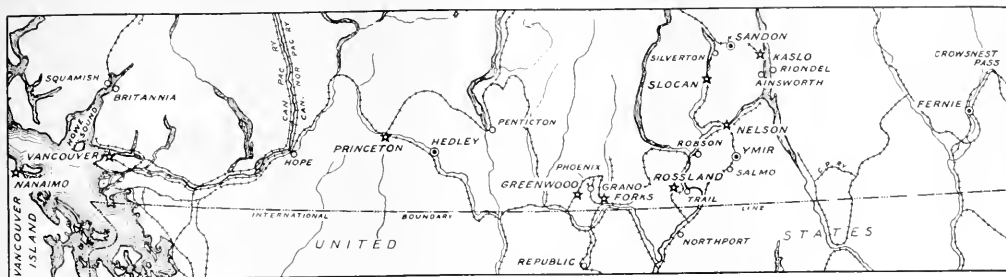 SQUAMISH
BRITANNIA
HOWE SOUND
VANCOUVER
NANAIMO
VANCOUVER
ISLAND
CAN. PAC. RY
CAN. NOR. PAC. RY
HOPE
PRINCETON
HEDLEY
PENTICTON
PHOENIX
GREENWOOD
GRAND
FORKS
SILVERTON
SANDON
SLOCAN
KASLO
RIONDEL
AINSWORTH
NELSON
ROBSON
YMIR
SALMO
ROSSLAND
TRAIL
C.P. RY
CROWSNEST
PASS
FERNIE
INTERNATIONAL BOUNDARY LINE
UNITED STATES
REPUBLIC
NORTHPORT